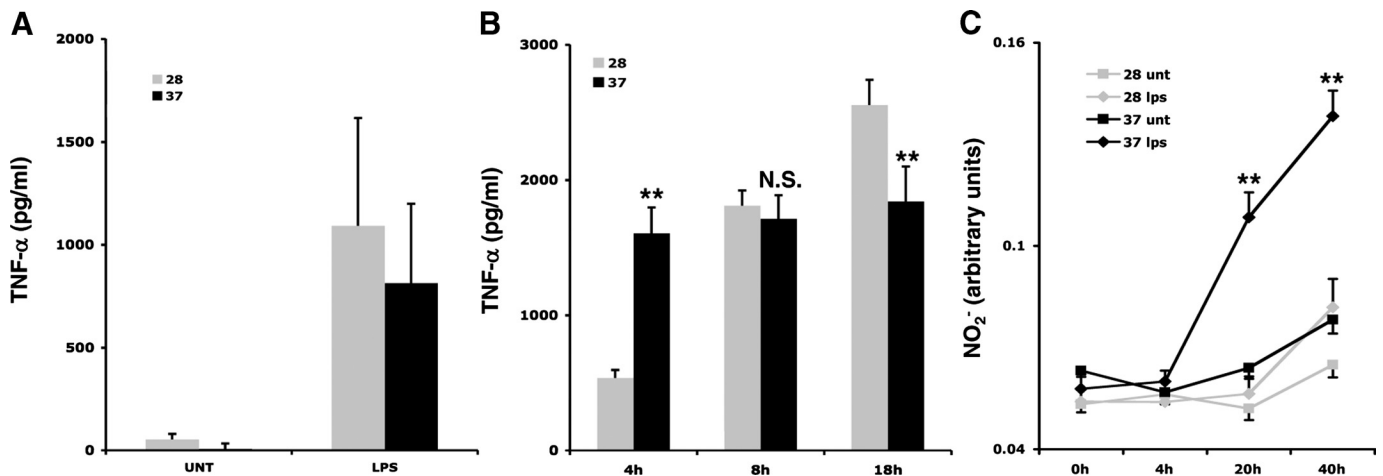 A
TNF-α (pg/ml)
2000
1500
1000
500
0
28
37
UNT LPS
B
TNF-α (pg/ml)
3000
2000
1000
0
28
37
**
N.S.
**
4h 8h 18h
C
NO₂⁻ (arbitrary units)
0.16
0.1
0.04
28 unt
28 lps
37 unt
37 lps
**
**
0h 4h 20h 40h